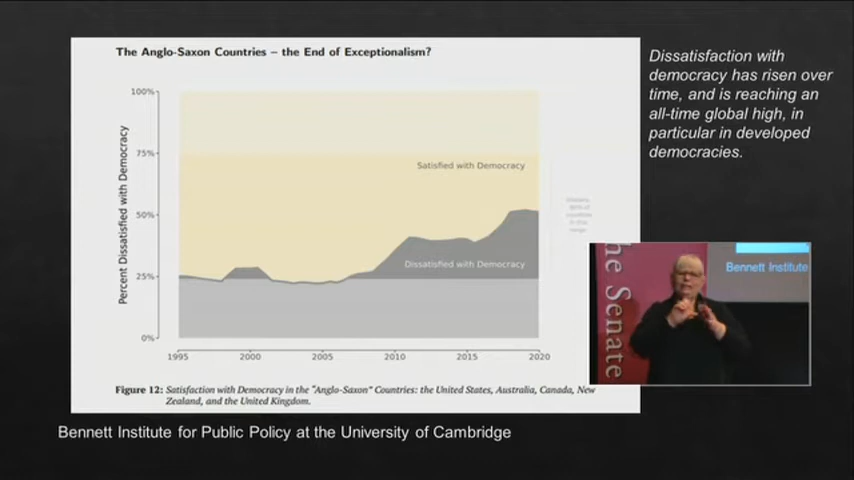 The Anglo-Saxon Countries – the End of Exceptionalism?
Percent Dissatisfied with Democracy
100%
75%
50%
25%
0%
Satisfied with Democracy
Dissatisfied with Democracy
1995
2000
2005
2010
2015
2020
Figure 12: Satisfaction with Democracy in the "Anglo-Saxon" Countries: the United States, Australia, Canada, New
Zealand, and the United Kingdom.
Bennett Institute for Public Policy at the University of Cambridge
Dissatisfaction with
democracy has risen over
time, and is reaching an
all-time global high, in
particular in developed
democracies.
he Senate
Bennett Institute